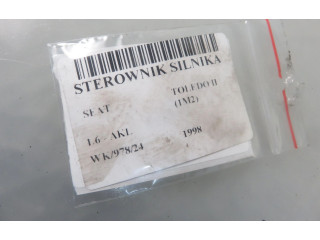 STEROWNIK SILNIKA
SEAT TOLEDO II
(1M2)
1.6 AKL 1998
WK/978/24